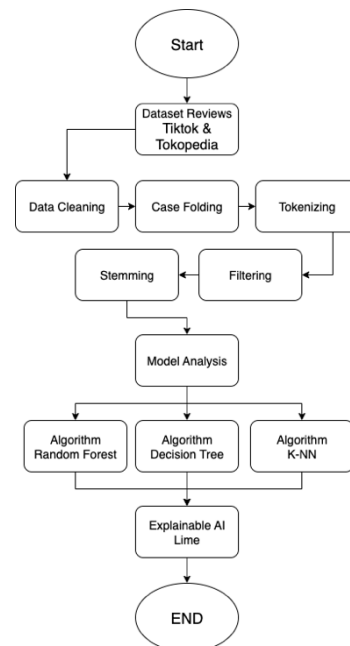 Start
Dataset Reviews
Tiktok &
Tokopedia
Data Cleaning
Case Folding
Tokenizing
Stemming
Filtering
Model Analysis
Algorithm
Random Forest
Algorithm
Decision Tree
Algorithm
K-NN
Explainable AI
Lime
END